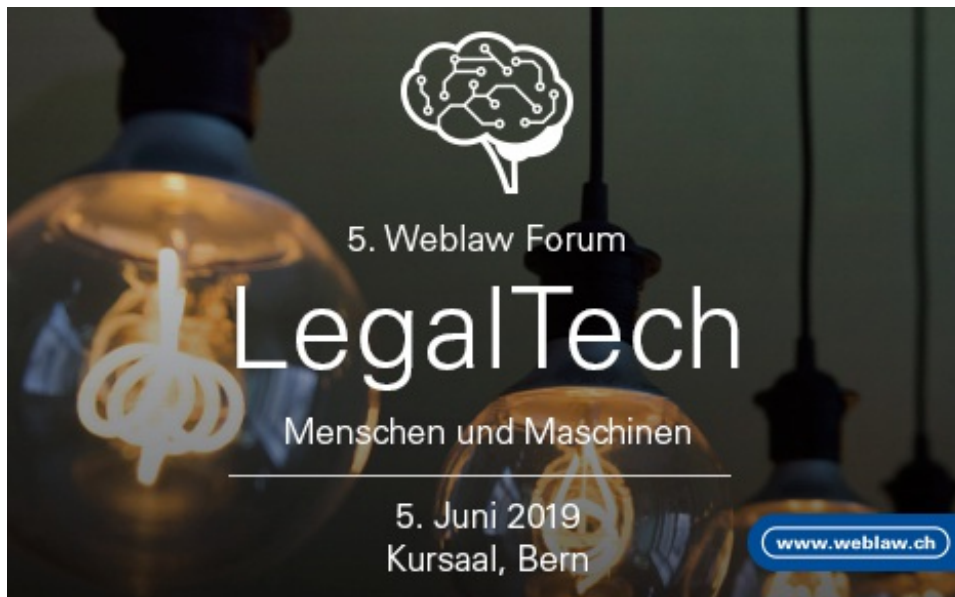 5. Weblaw Forum
LegalTech
Menschen und Maschinen
5. Juni 2019
Kursaal, Bern
www.weblaw.ch